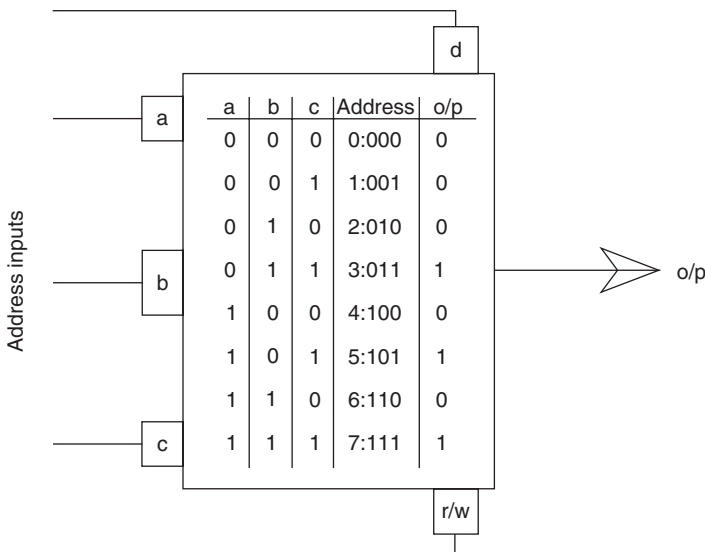 d
a
a b c Address o/p
0 0 0 0:000 0
0 0 1 1:001 0
0 1 0 2:010 0
0 1 1 3:011 1
1 0 0 4:100 0
1 0 1 5:101 1
1 1 0 6:110 0
1 1 1 7:111 1
Address inputs
b
c
o/p
r/w